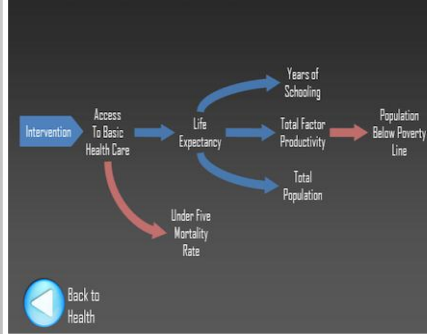 Years of
Schooling
Intervention
Access
To Basic
Health Care
Life
Expectancy
Total Factor
Productivity
Population
Below Poverty
Line
Total
Population
Under Five
Mortality
Rate
Back to
Health